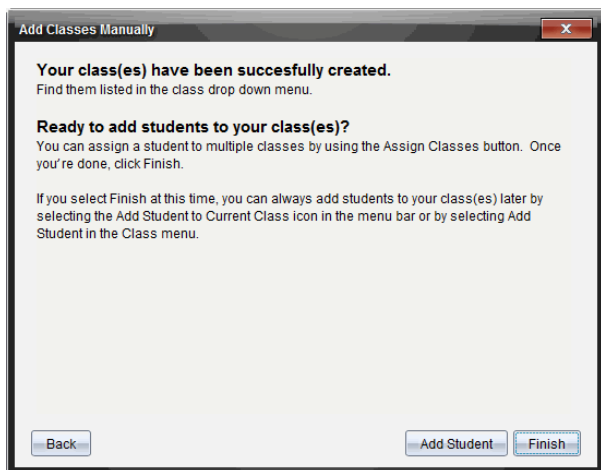 Add Classes Manually
X
Your class(es) have been succesfully created.
Find them listed in the class drop down menu.
Ready to add students to your class(es)?
You can assign a student to multiple classes by using the Assign Classes button. Once
you're done, click Finish.
If you select Finish at this time, you can always add students to your class(es) later by
selecting the Add Student to Current Class icon in the menu bar or by selecting Add
Student in the Class menu.
Back Add Student Finish